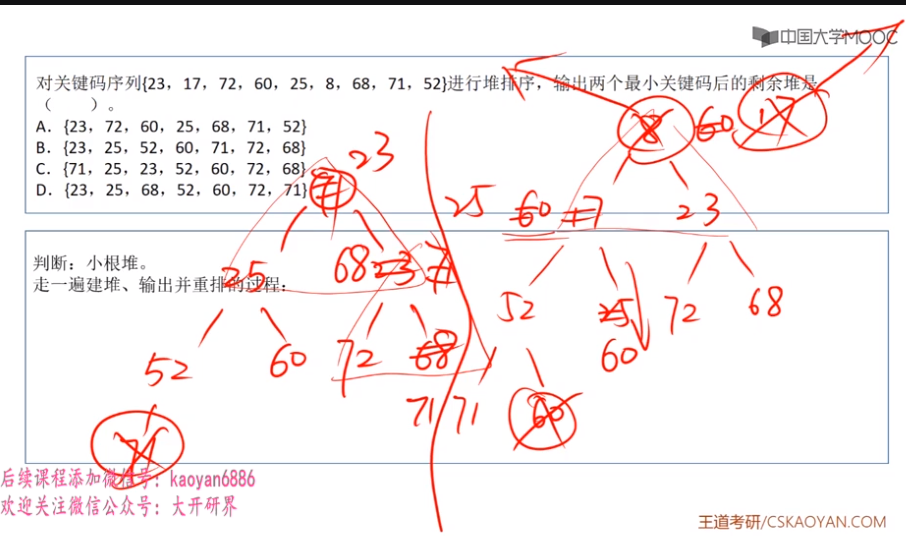 中国大学MOOC
对关键码序列{23, 17, 72, 60, 25, 8, 68, 71, 52}进行堆排序，输出两个最小关键码后的剩余堆是
（ ）。
A. {23, 72, 60, 25, 68, 71, 52}
B. {23, 25, 52, 60, 71, 72, 68}
C. {71, 25, 23, 52, 60, 72, 68}
D. {23, 25, 68, 52, 60, 72, 71}
判断：小根堆。
走一遍建堆、输出并重排的过程：
8 60 17
71 23
25 60 17 23
25 68 23 71
52 25 72 68
60
52 60 72 68
71 71 60
71
后续课程添加微信号：kaoyan6886
欢迎关注微信公众号：大开研界
王道考研/CSKAOYAN.COM